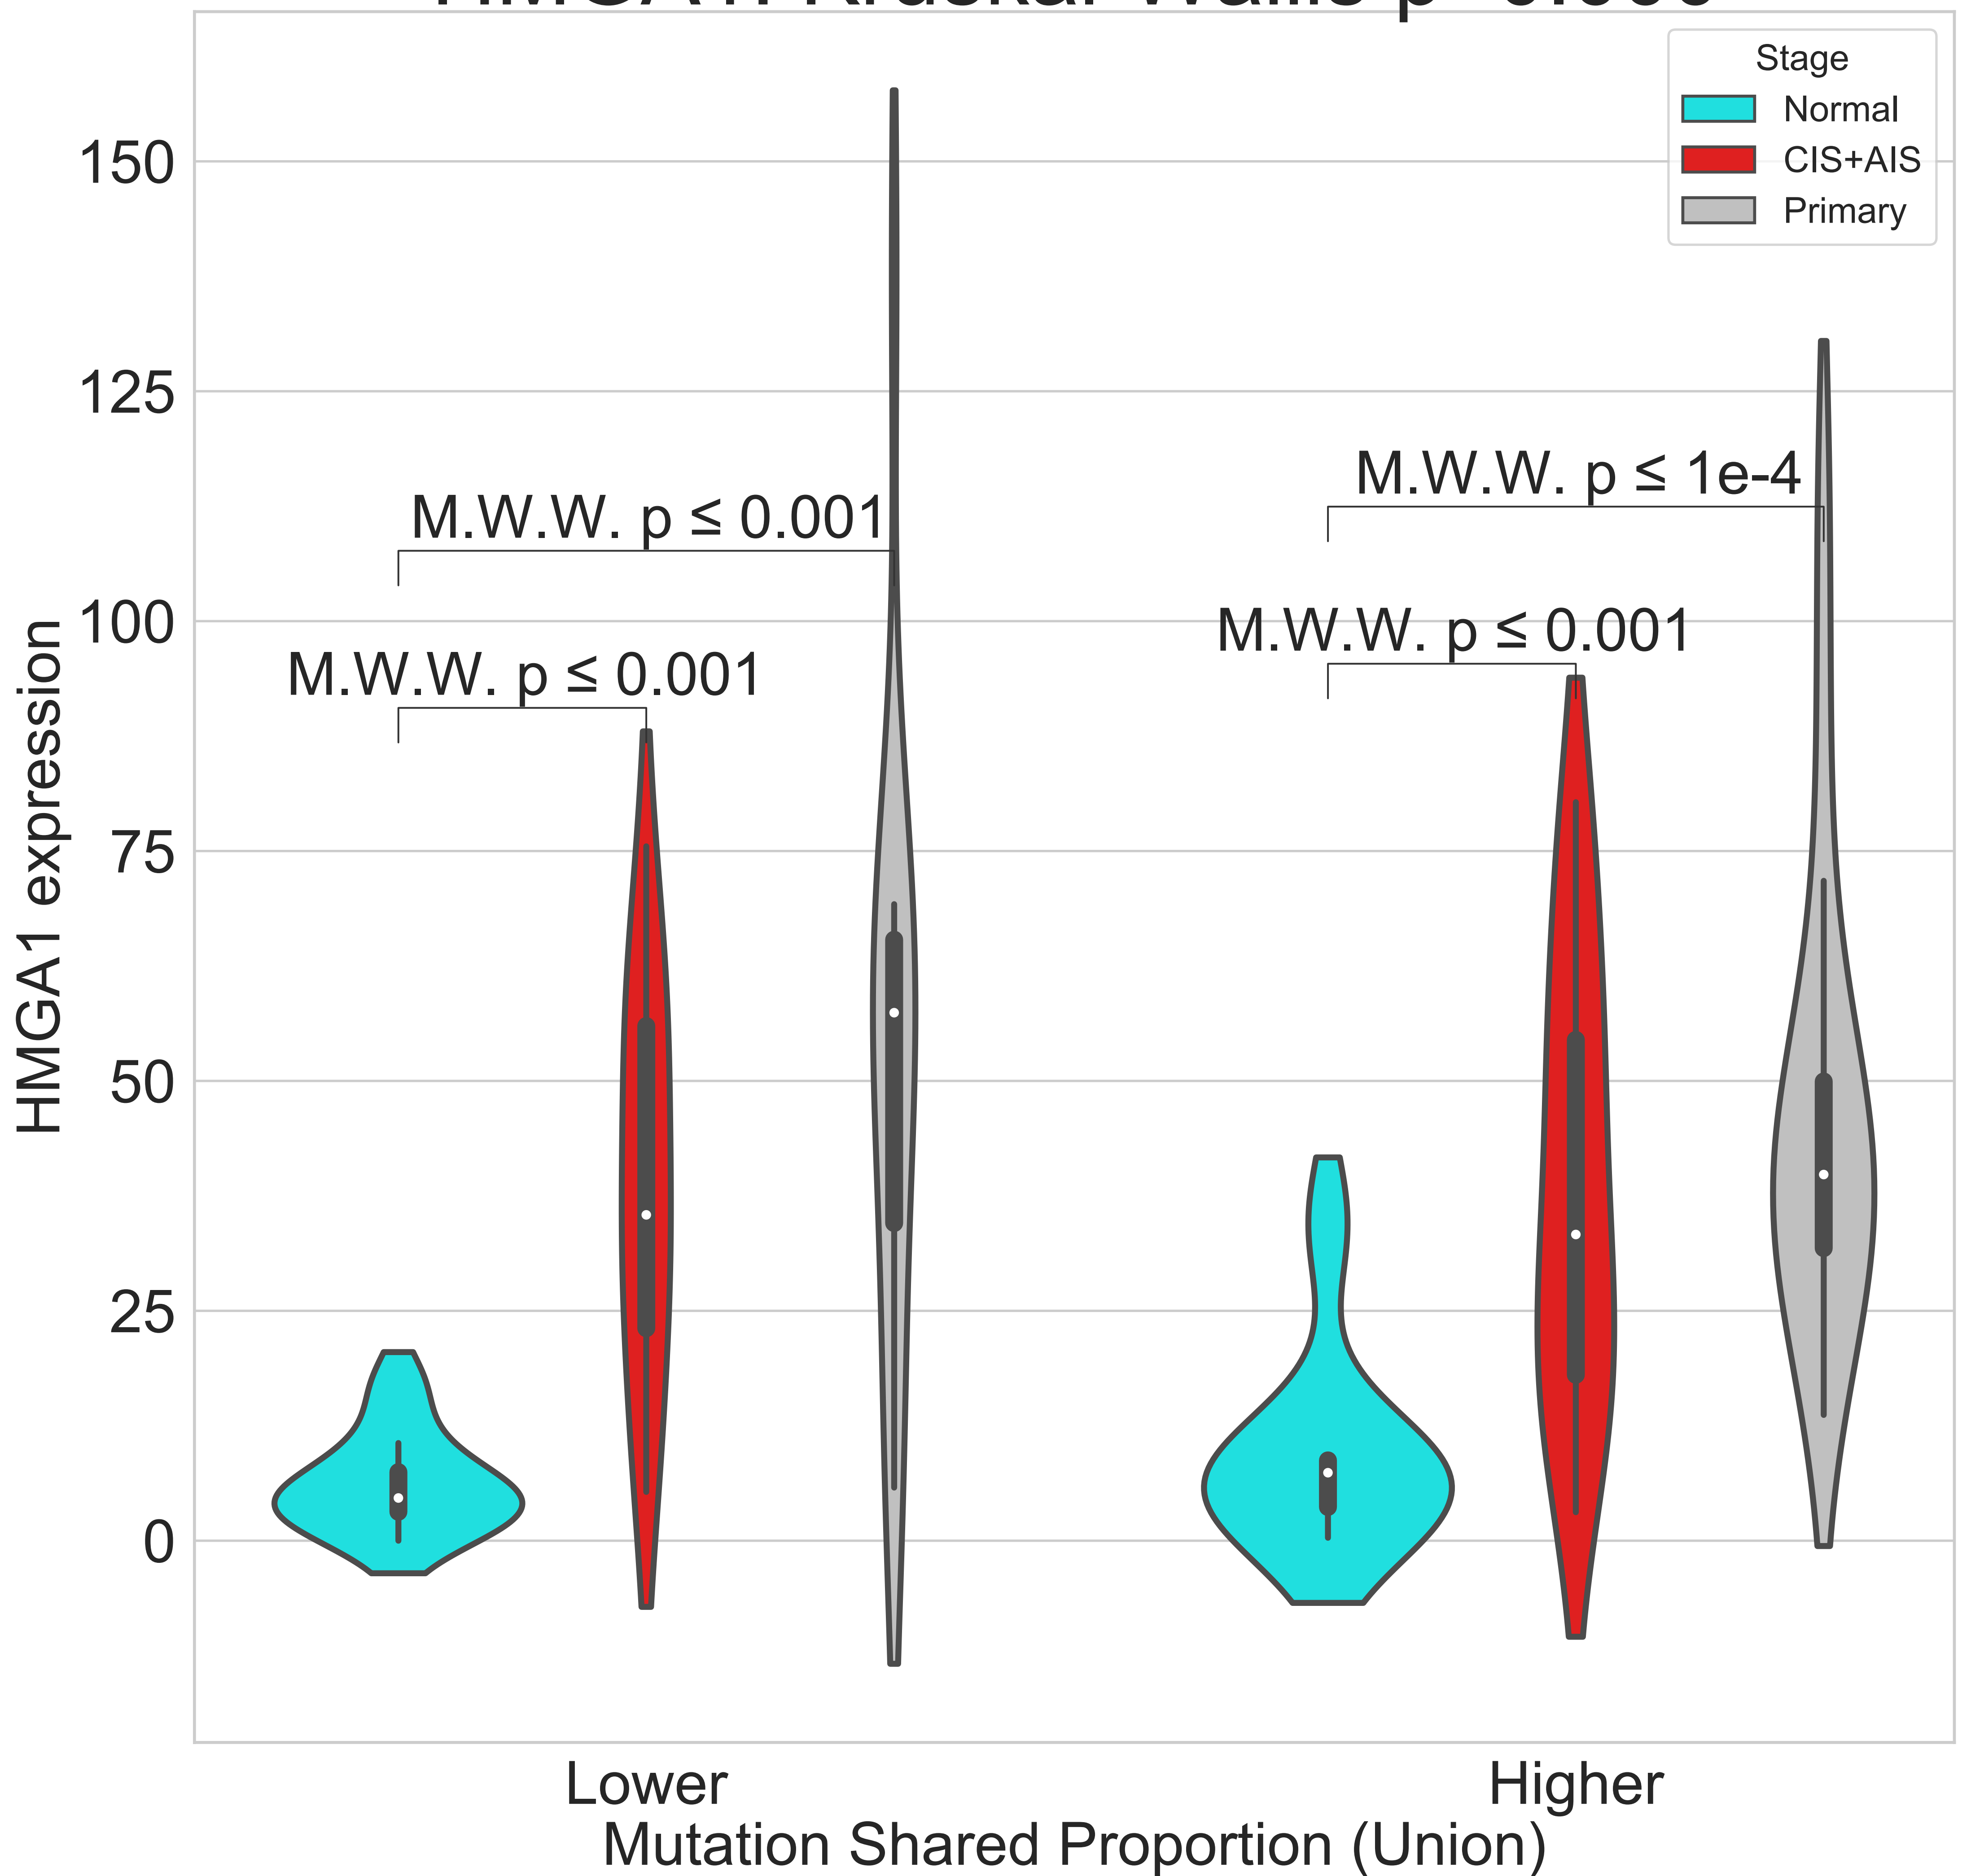 Stage
Normal
CIS+AIS
Primary
150
125
100
75
50
25
0
HMGA1 expression
M.W.W. p ≤ 1e-4
M.W.W. p ≤ 0.001
M.W.W. p ≤ 0.001
M.W.W. p ≤ 0.001
Lower
Higher
Mutation Shared Proportion (Union)